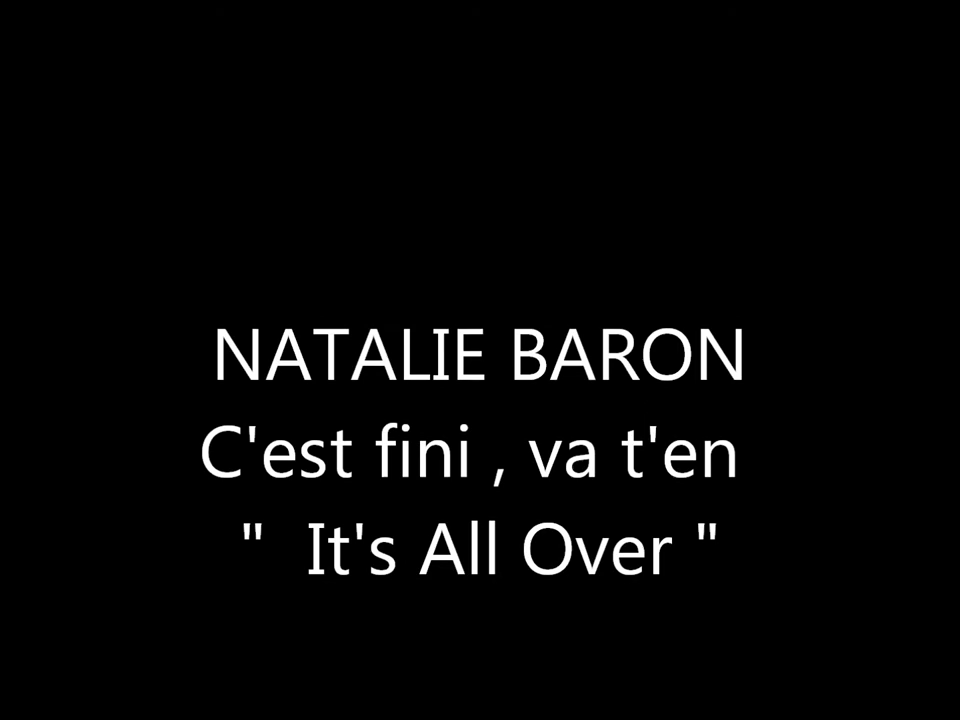 NATALIE BARON
C'est fini , va t'en
" It's All Over "